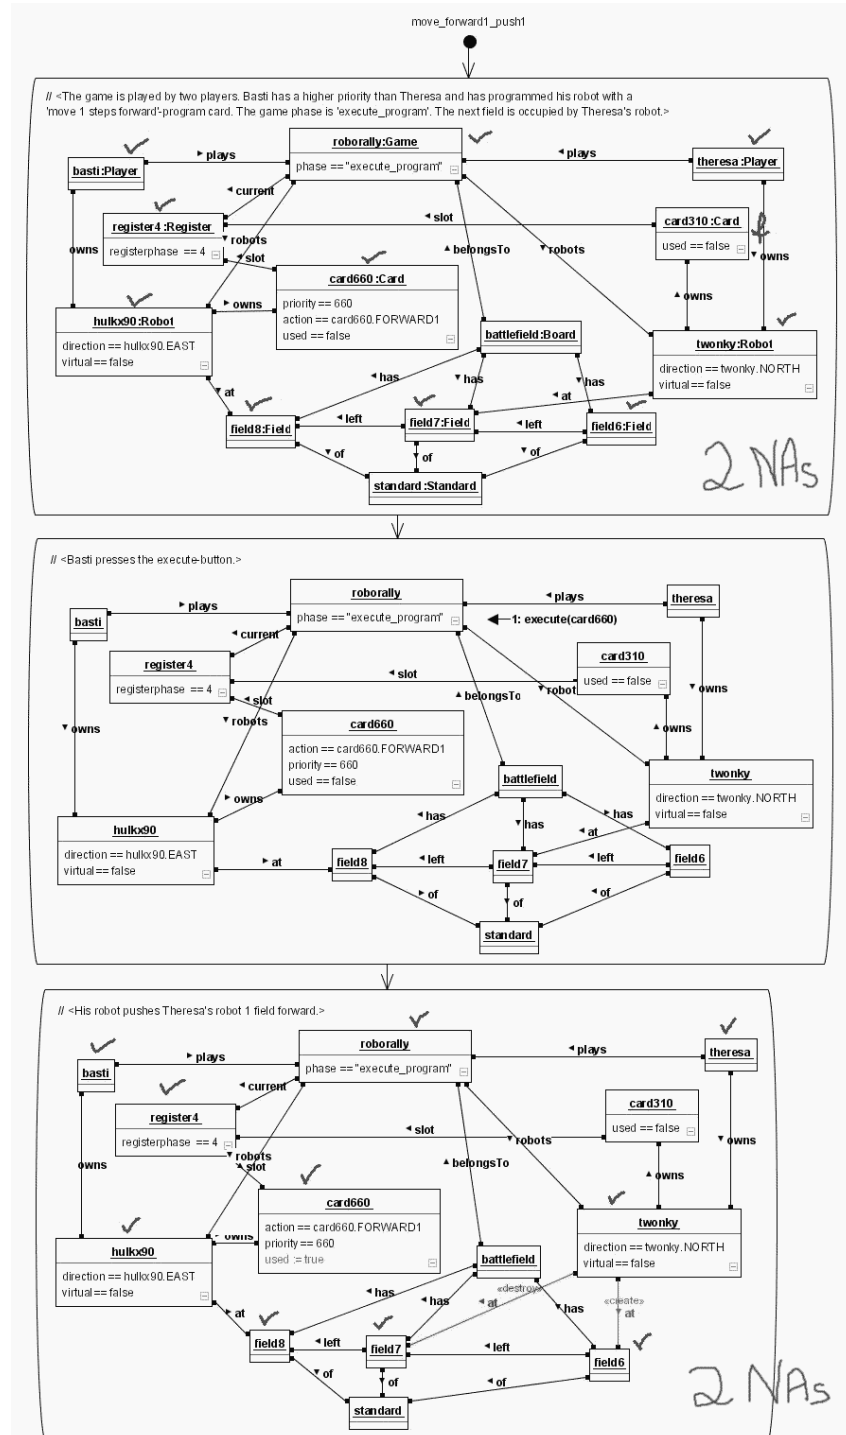 move_forward1_push1
// <The game is played by two players. Basti has a higher priority than Theresa and has programmed his robot with a
'move 1 steps forward'-program card. The game phase is 'execute_program'. The next field is occupied by Theresa's robot.>
roborally:Game
phase =="execute_program"
basti:Player
plays
plays
theresa:Player
current
register4 :Register
registerphase == 4
slot
card310 :Card
used == false
owns
robots
slot
belongsTo
robots
owns
card660 :Card
priority == 660
action == card660.FORWARD1
used == false
owns
owns
hulkx90:Robot
direction == hulkx90.EAST
virtual == false
battlefield:Board
twonky:Robot
direction == twonky.NORTH
virtual == false
has
has
has
at
at
field8:Field
left
field7:Field
left
field6:Field
of
of
of
standard :Standard
2 NAs
// <Basti presses the execute-button.>
roborally
phase =="execute_program"
basti
plays
plays
theresa
1: execute(card660)
current
register4
registerphase == 4
slot
card310
used == false
slot
belongsTo
robot
owns
owns
robots
owns
card660
action == card660.FORWARD1
priority == 660
used == false
owns
battlefield
twonky
direction == twonky.NORTH
virtual == false
hulkx90
direction == hulkx90.EAST
virtual == false
has
has
has
at
at
field8
left
field7
left
field6
of
of
of
standard
// <His robot pushes Theresa's robot 1 field forward.>
roborally
phase =="execute_program"
basti
plays
plays
theresa
current
register4
registerphase == 4
slot
card310
used == false
robots
slot
robots
owns
owns
belongsTo
owns
card660
action == card660.FORWARD1
priority == 660
used := true
owns
hulkx90
direction == hulkx90.EAST
virtual == false
battlefield
twonky
direction == twonky.NORTH
virtual == false
has
has
«destroy»
at
has
«create»
at
at
field8
left
field7
left
field6
of
of
of
standard
2 NAs